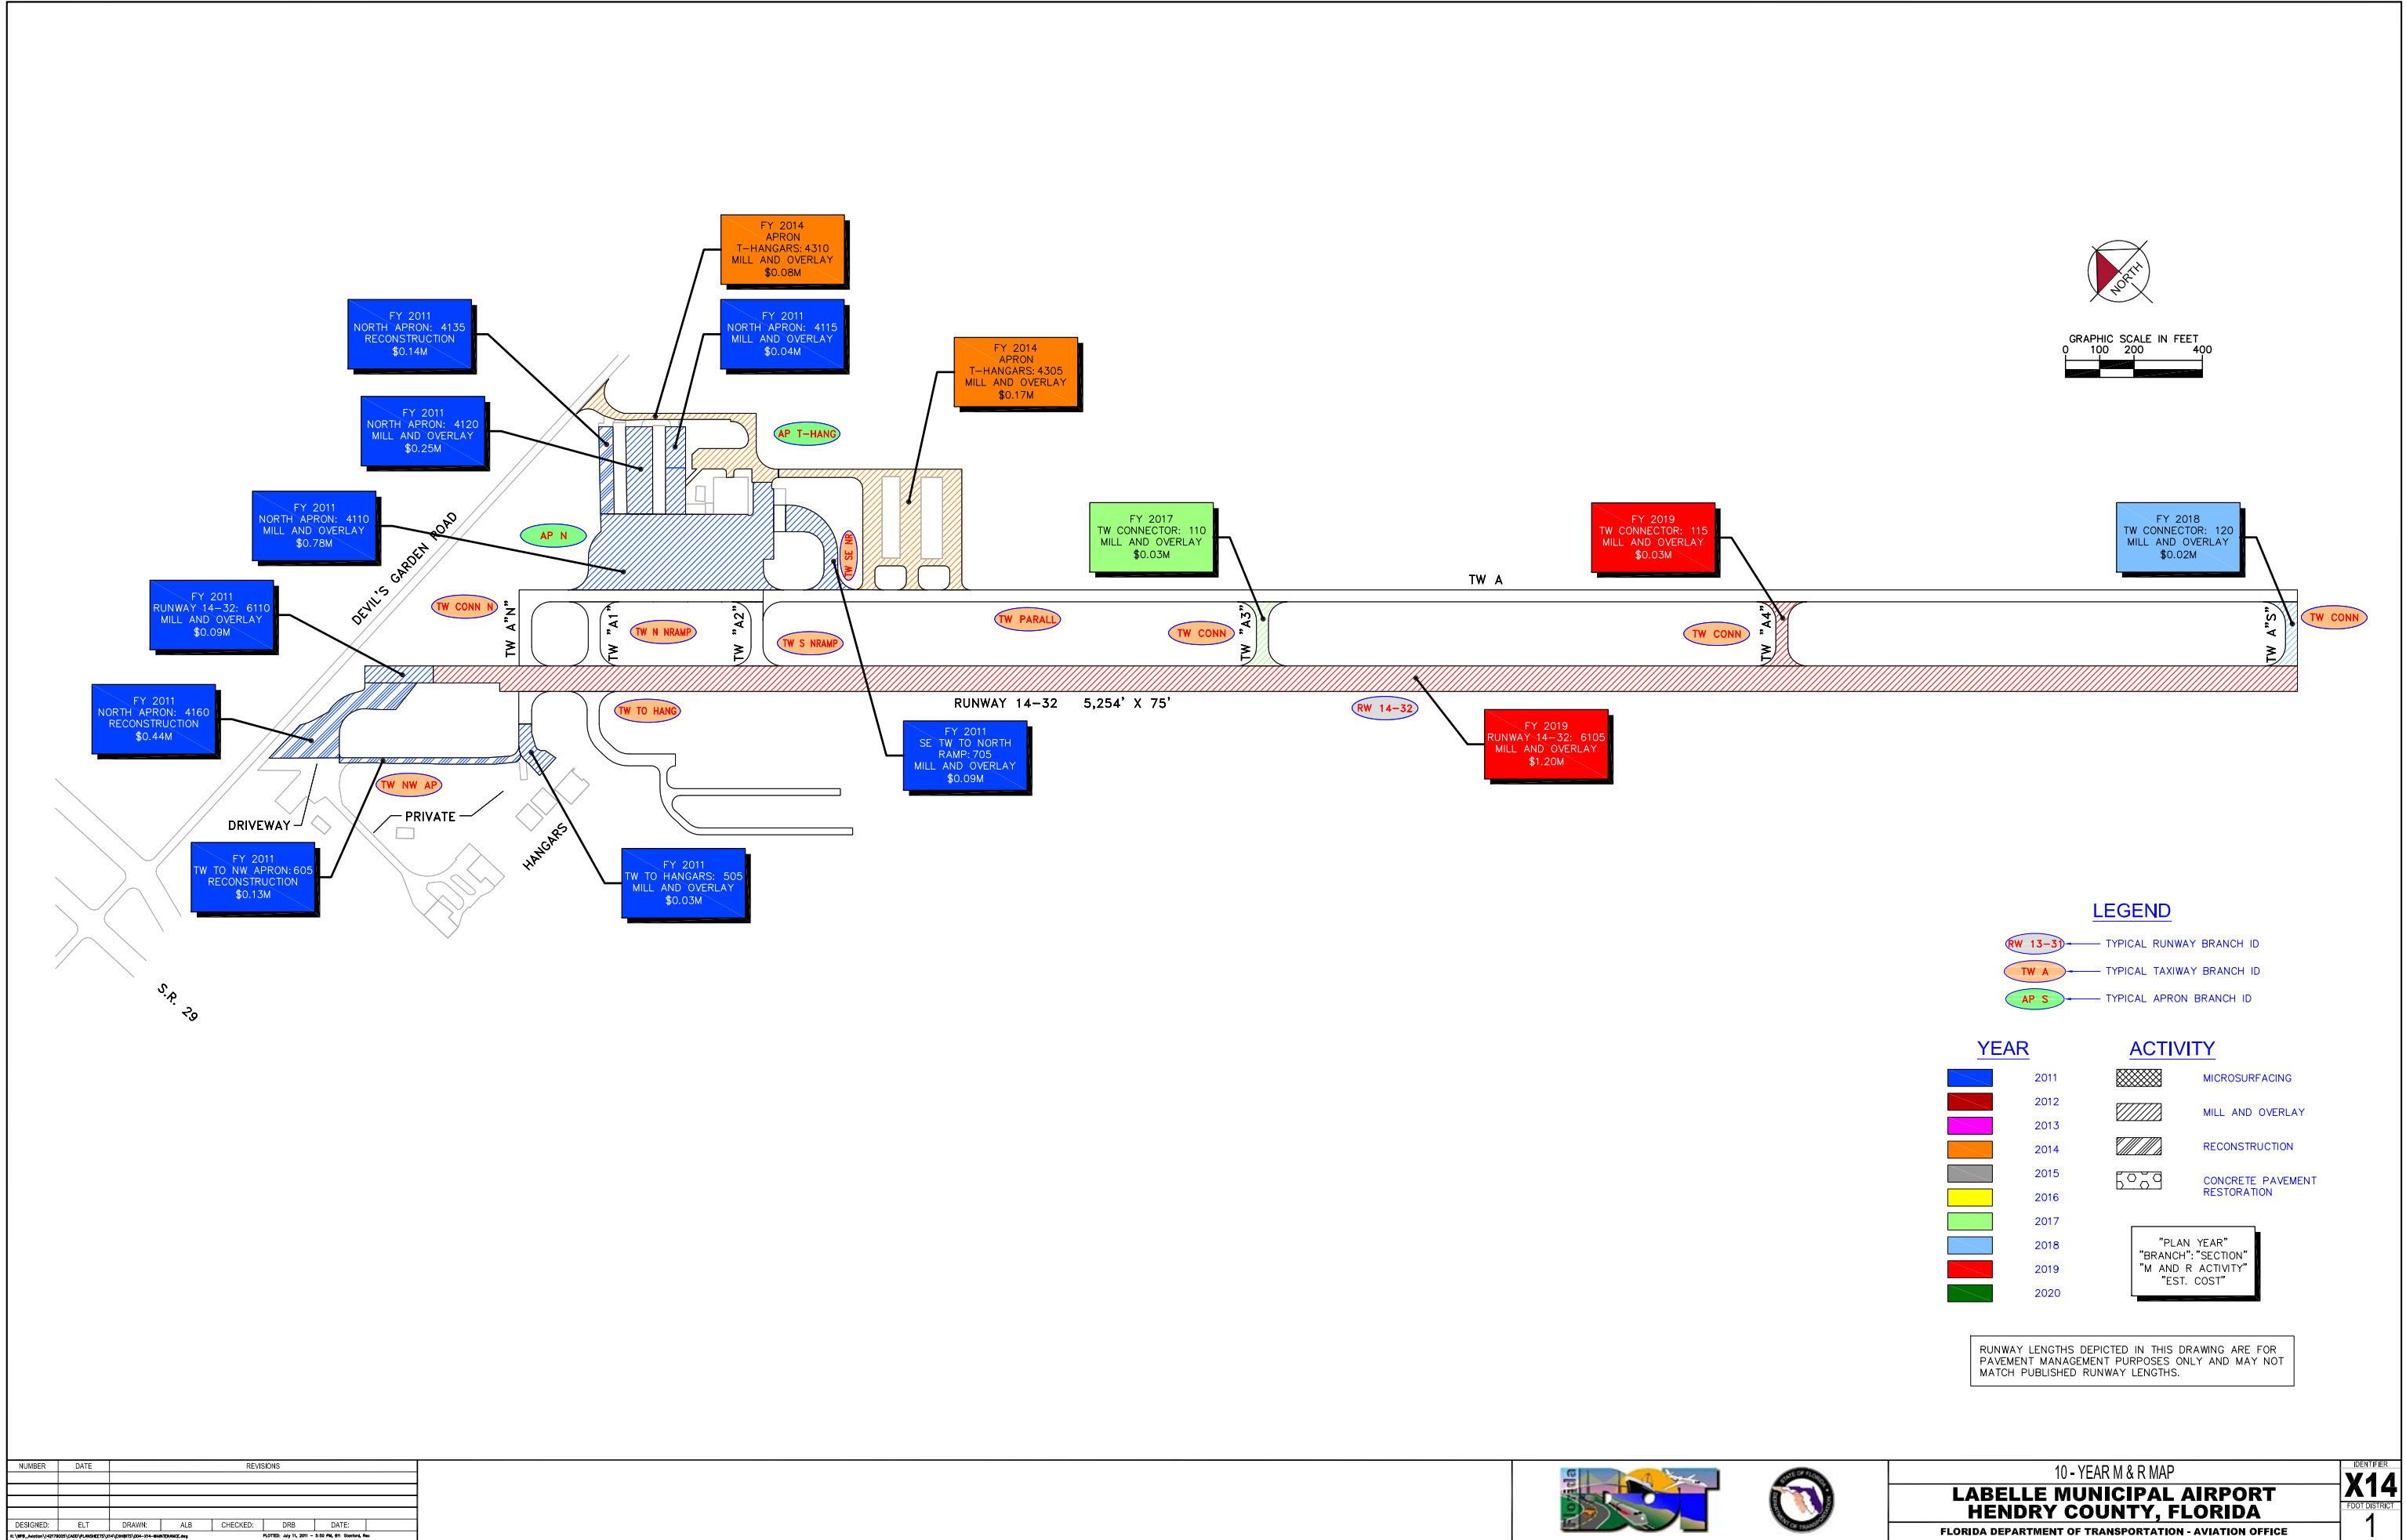 FY 2014
APRON
T-HANGARS: 4310
MILL AND OVERLAY
$0.08M
FY 2011
NORTH APRON: 4135
RECONSTRUCTION
$0.14M
FY 2011
NORTH APRON: 4115
MILL AND OVERLAY
$0.04M
FY 2014
APRON
T-HANGARS: 4305
MILL AND OVERLAY
$0.17M
NORTH
GRAPHIC SCALE IN FEET
0 100 200 400
FY 2011
NORTH APRON: 4120
MILL AND OVERLAY
$0.25M
AP T-HANG
FY 2011
NORTH APRON: 4110
MILL AND OVERLAY
$0.78M
DEVIL'S GARDEN ROAD
AP N
TW SE NR
FY 2017
TW CONNECTOR: 110
MILL AND OVERLAY
$0.03M
FY 2019
TW CONNECTOR: 115
MILL AND OVERLAY
$0.03M
FY 2018
TW CONNECTOR: 120
MILL AND OVERLAY
$0.02M
TW A
FY 2011
RUNWAY 14-32: 6110
MILL AND OVERLAY
$0.09M
TW CONN N
TW A"N"
TW "A1"
TW N NRAMP
TW "A2"
TW S NRAMP
TW PARALL
TW CONN
TW "A3"
TW CONN
TW "A4"
TW A"S"
TW CONN
FY 2011
NORTH APRON: 4160
RECONSTRUCTION
$0.44M
TW TO HANG
RUNWAY 14-32 5,254' X 75'
RW 14-32
FY 2011
SE TW TO NORTH
RAMP: 705
MILL AND OVERLAY
$0.09M
FY 2019
RUNWAY 14-32: 6105
MILL AND OVERLAY
$1.20M
TW NW AP
DRIVEWAY
PRIVATE
HANGARS
FY 2011
TW TO NW APRON: 605
RECONSTRUCTION
$0.13M
FY 2011
TW TO HANGARS: 505
MILL AND OVERLAY
$0.03M
S.R. 29
LEGEND
RW 13-31 TYPICAL RUNWAY BRANCH ID
TW A TYPICAL TAXIWAY BRANCH ID
AP S TYPICAL APRON BRANCH ID
YEAR
2011
2012
2013
2014
2015
2016
2017
2018
2019
2020
ACTIVITY
MICROSURFACING
MILL AND OVERLAY
RECONSTRUCTION
CONCRETE PAVEMENT
RESTORATION
"PLAN YEAR"
"BRANCH": "SECTION"
"M AND R ACTIVITY"
"EST. COST"
RUNWAY LENGTHS DEPICTED IN THIS DRAWING ARE FOR
PAVEMENT MANAGEMENT PURPOSES ONLY AND MAY NOT
MATCH PUBLISHED RUNWAY LENGTHS.
NUMBER DATE REVISIONS
DESIGNED: ELT DRAWN: ALB CHECKED: DRB DATE:
Florida
DOT
10 - YEAR M & R MAP
LABELLE MUNICIPAL AIRPORT
HENDRY COUNTY, FLORIDA
FLORIDA DEPARTMENT OF TRANSPORTATION - AVIATION OFFICE
IDENTIFIER
X14
FDOT DISTRICT
1